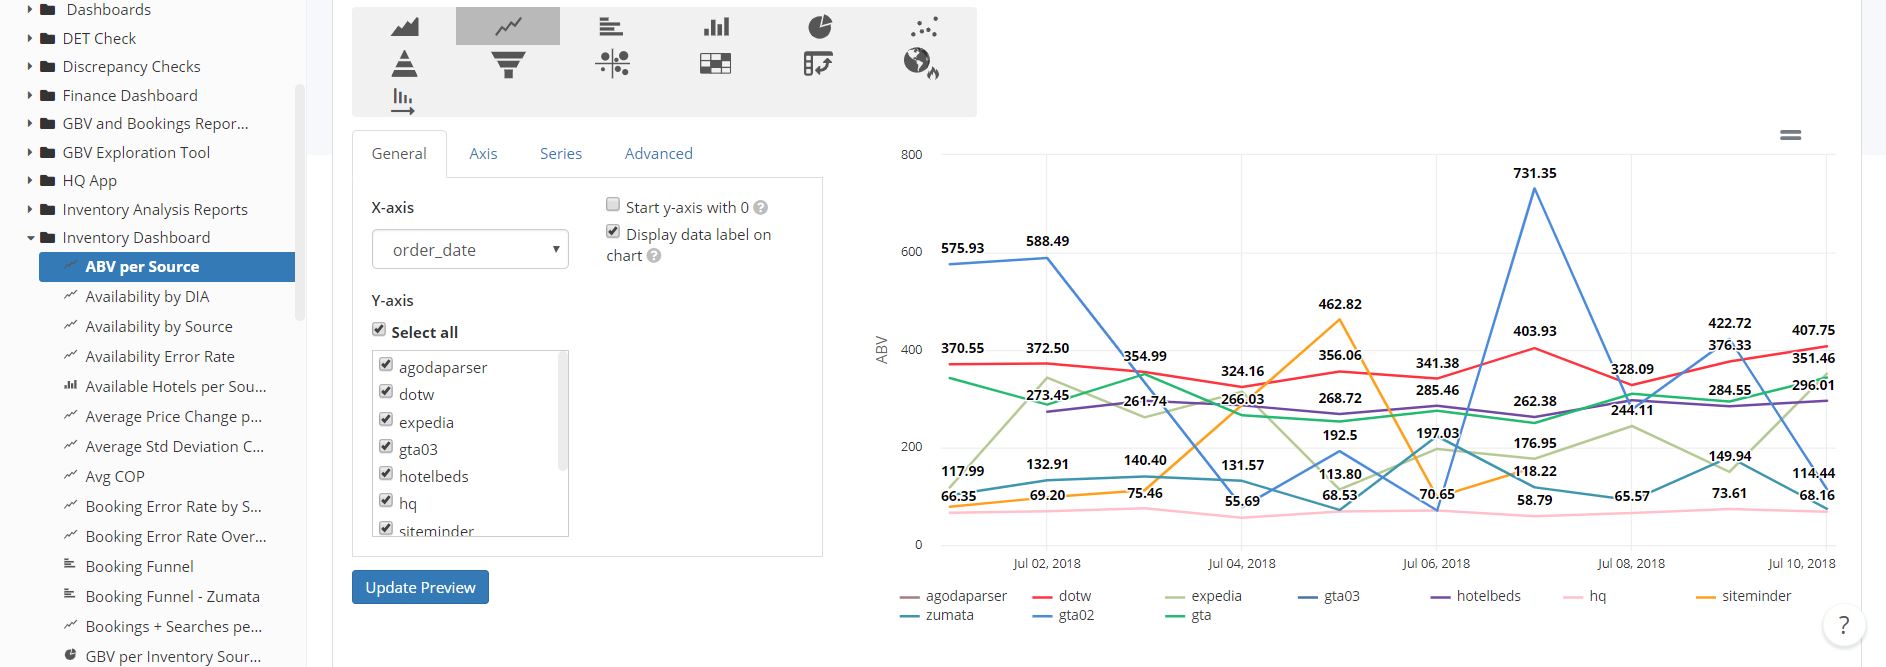 Dashboards
DET Check
Discrepancy Checks
Finance Dashboard
GBV and Bookings Repor...
GBV Exploration Tool
HQ App
Inventory Analysis Reports
Inventory Dashboard
ABV per Source
Availability by DIA
Availability by Source
Availability Error Rate
Available Hotels per Sou...
Average Price Change p...
Average Std Deviation C...
Avg COP
Booking Error Rate by S...
Booking Error Rate Over...
Booking Funnel
Booking Funnel - Zumata
Bookings + Searches pe...
GBV per Inventory Sour...
General Axis Series Advanced
X-axis
order_date
Start y-axis with 0 ?
Display data label on
chart ?
Y-axis
Select all
agodaparser
dotw
expedia
gta03
hotelbeds
hq
siteminder
Update Preview
800
600
400
200
0
ABV
731.35
575.93 588.49
462.82
422.72
403.93 407.75
370.55 372.50 354.99 356.06 341.38 376.33 351.46
324.16 328.09
273.45 261.74 266.03 268.72 285.46 262.38 244.11 284.55 296.01
192.5 197.03 176.95
117.99 132.91 140.40 131.57 113.80 118.22 149.94 114.44
66.35 69.20 75.46 55.69 68.53 70.65 58.79 65.57 73.61 68.16
Jul 02, 2018 Jul 04, 2018 Jul 06, 2018 Jul 08, 2018 Jul 10, 2018
agodaparser dotw expedia gta03 hotelbeds hq siteminder
zumata gta02 gta
?